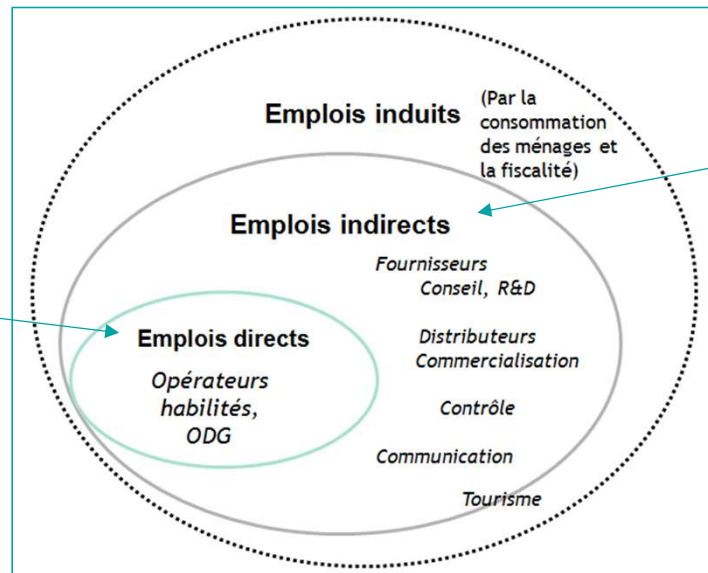 Emplois induits
(Par la
consommation
des ménages et
la fiscalité)
Emplois indirects
Fournisseurs
Conseil, R&D
Distributeurs
Commercialisation
Contrôle
Communication
Tourisme
Emplois directs
Opérateurs
habilités,
ODG